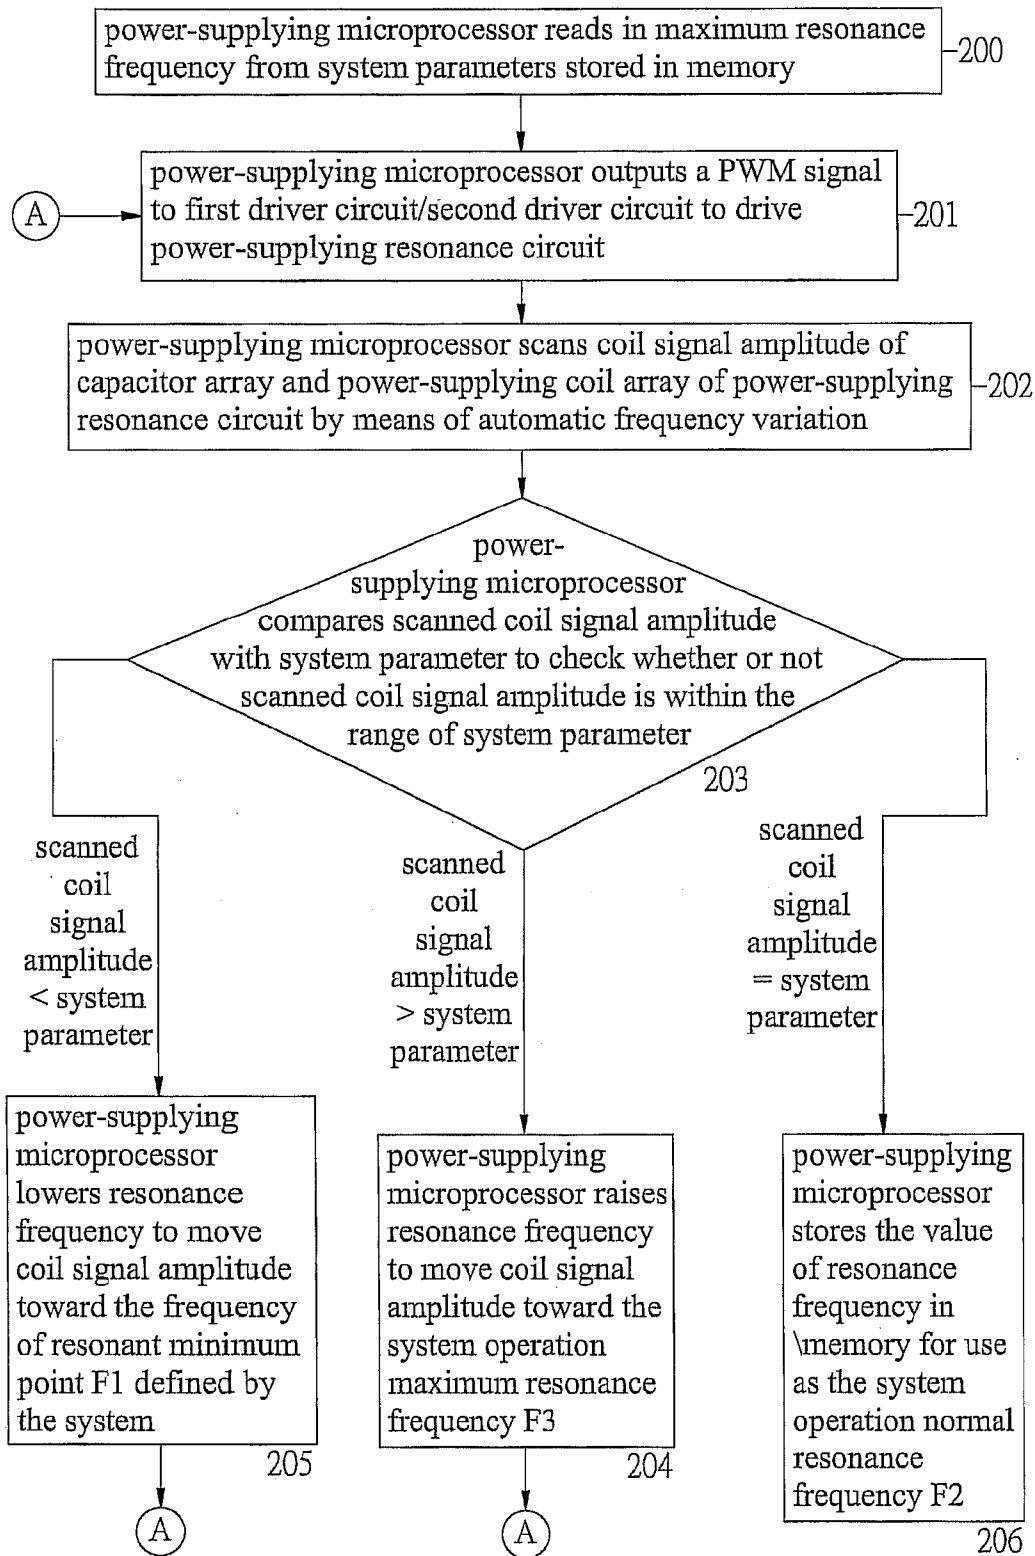 power-supplying microprocessor reads in maximum resonance
frequency from system parameters stored in memory
200
power-supplying microprocessor outputs a PWM signal
to first driver circuit/second driver circuit to drive
power-supplying resonance circuit
A
201
power-supplying microprocessor scans coil signal amplitude of
capacitor array and power-supplying coil array of power-supplying
resonance circuit by means of automatic frequency variation
202
power-
supplying microprocessor
compares scanned coil signal amplitude
with system parameter to check whether or not
scanned coil signal amplitude is within the
range of system parameter
203
scanned
coil
signal
amplitude
< system
parameter
scanned
coil
signal
amplitude
> system
parameter
scanned
coil
signal
amplitude
= system
parameter
power-supplying
microprocessor
lowers resonance
frequency to move
coil signal amplitude
toward the frequency
of resonant minimum
point F1 defined by
the system
205
A
power-supplying
microprocessor raises
resonance frequency
to move coil signal
amplitude toward the
system operation
maximum resonance
frequency F3
204
A
power-supplying
microprocessor
stores the value
of resonance
frequency in
\memory for use
as the system
operation normal
resonance
frequency F2
206